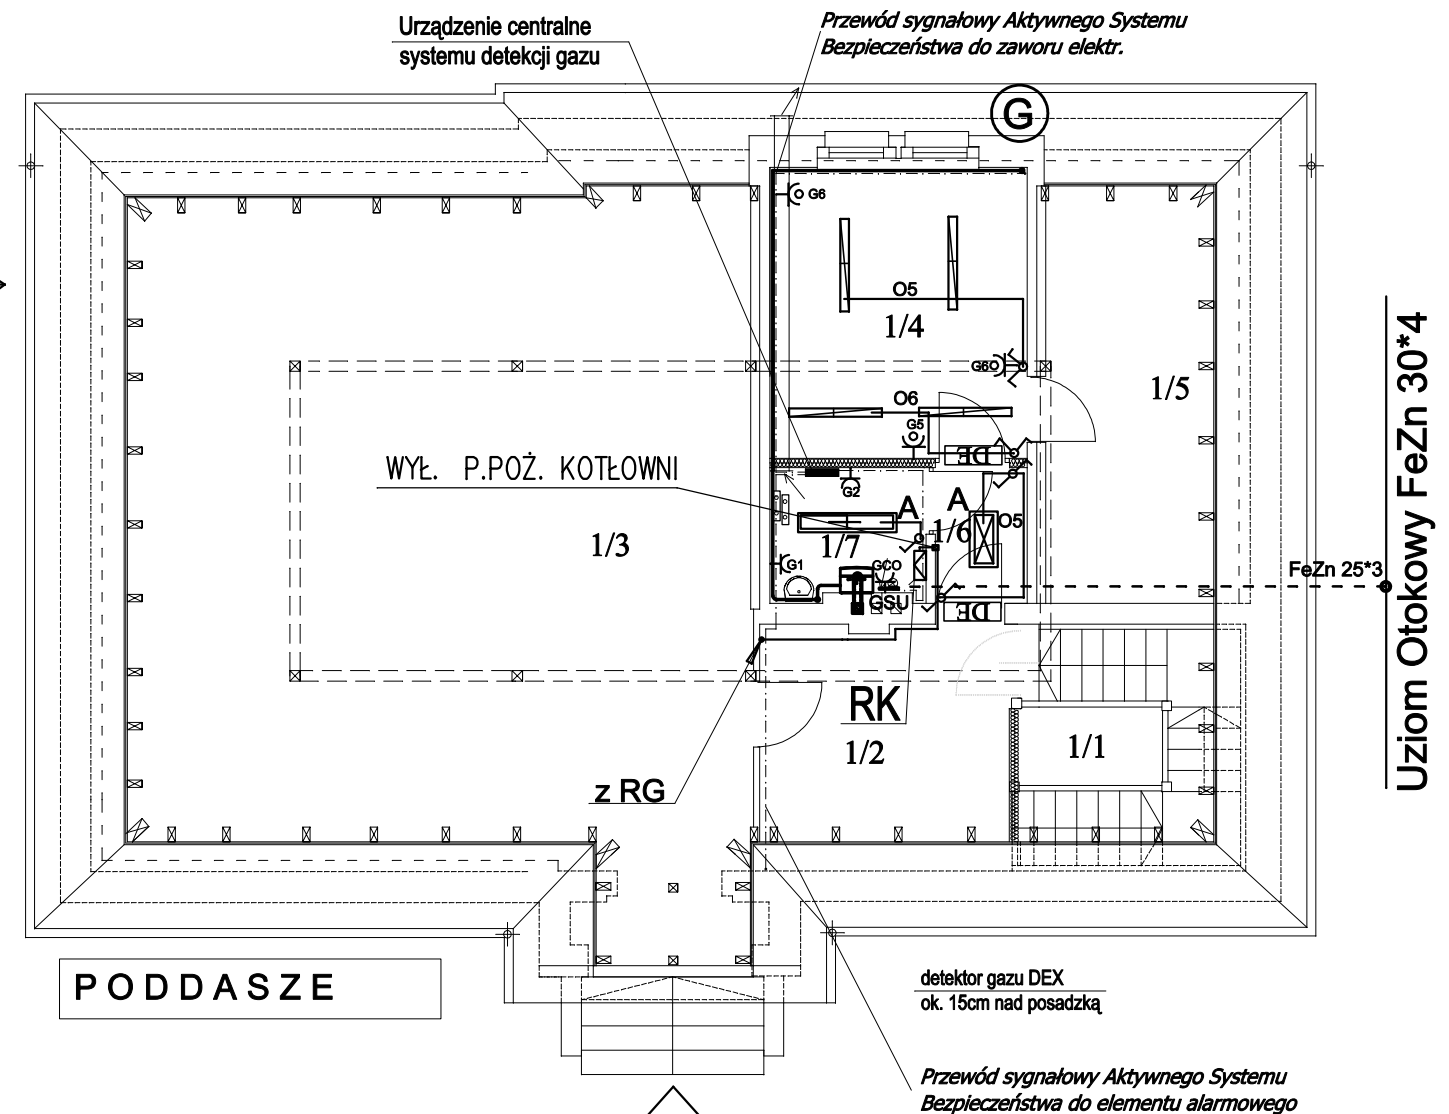 Urządzenie centralne
systemu detekcji gazu
Przewód sygnałowy Aktywnego Systemu
Bezpieczeństwa do zaworu elektr.
G
G6
O5
1/4
G6
1/5
O6
G5
DE
WYŁ. P.POŻ. KOTŁOWNI
G2
A
A
O5
1/3
1/7
1/6
G1
GCO
GSU
DE
FeZn 25*3
Uziom Otokowy FeZn 30*4
RK
1/2
1/1
z RG
PODDASZE
detektor gazu DEX
ok. 15cm nad posadzką
Przewód sygnałowy Aktywnego Systemu
Bezpieczeństwa do elementu alarmowego